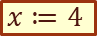 x := 4